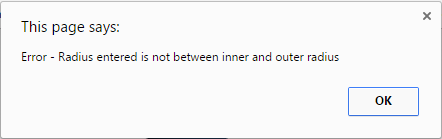 This page says:
Error - Radius entered is not between inner and outer radius
OK